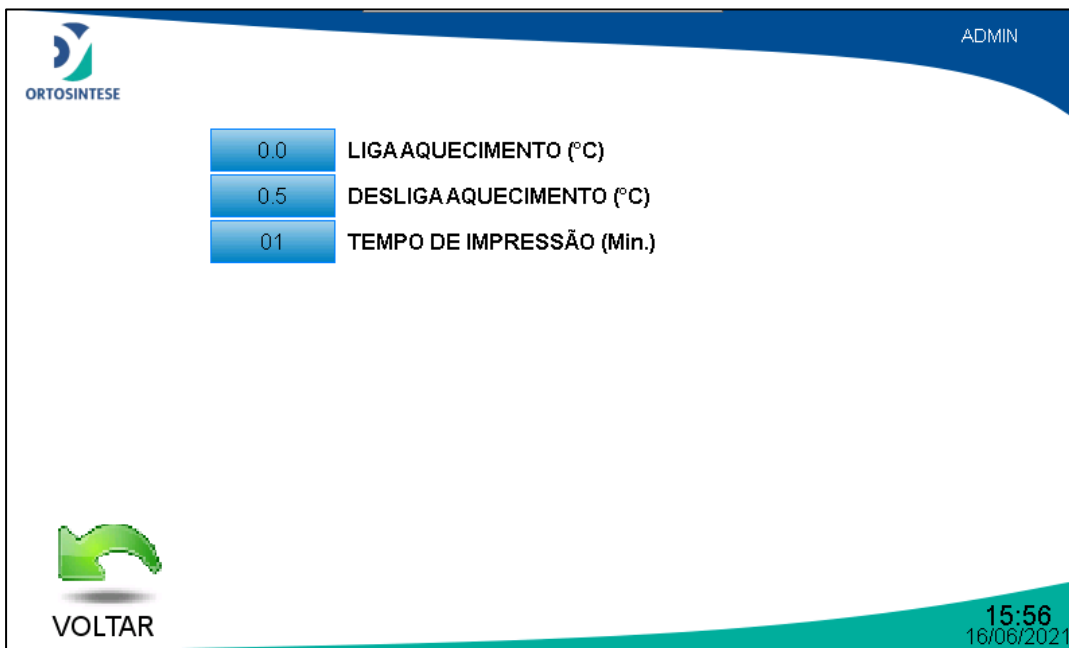 ADMIN
ORTOSINTESE
0.0 LIGA AQUECIMENTO (°C)
0.5 DESLIGA AQUECIMENTO (°C)
01 TEMPO DE IMPRESSÃO (Min.)
VOLTAR
15:56
16/06/2021